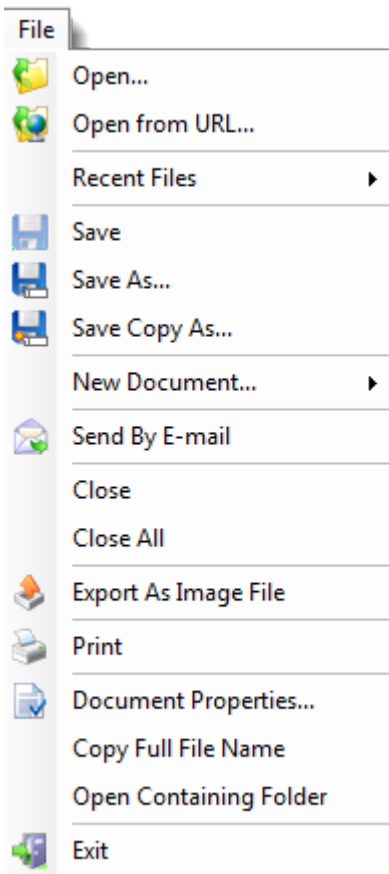 File
Open...
Open from URL...
Recent Files
Save
Save As...
Save Copy As...
New Document...
Send By E-mail
Close
Close All
Export As Image File
Print
Document Properties...
Copy Full File Name
Open Containing Folder
Exit